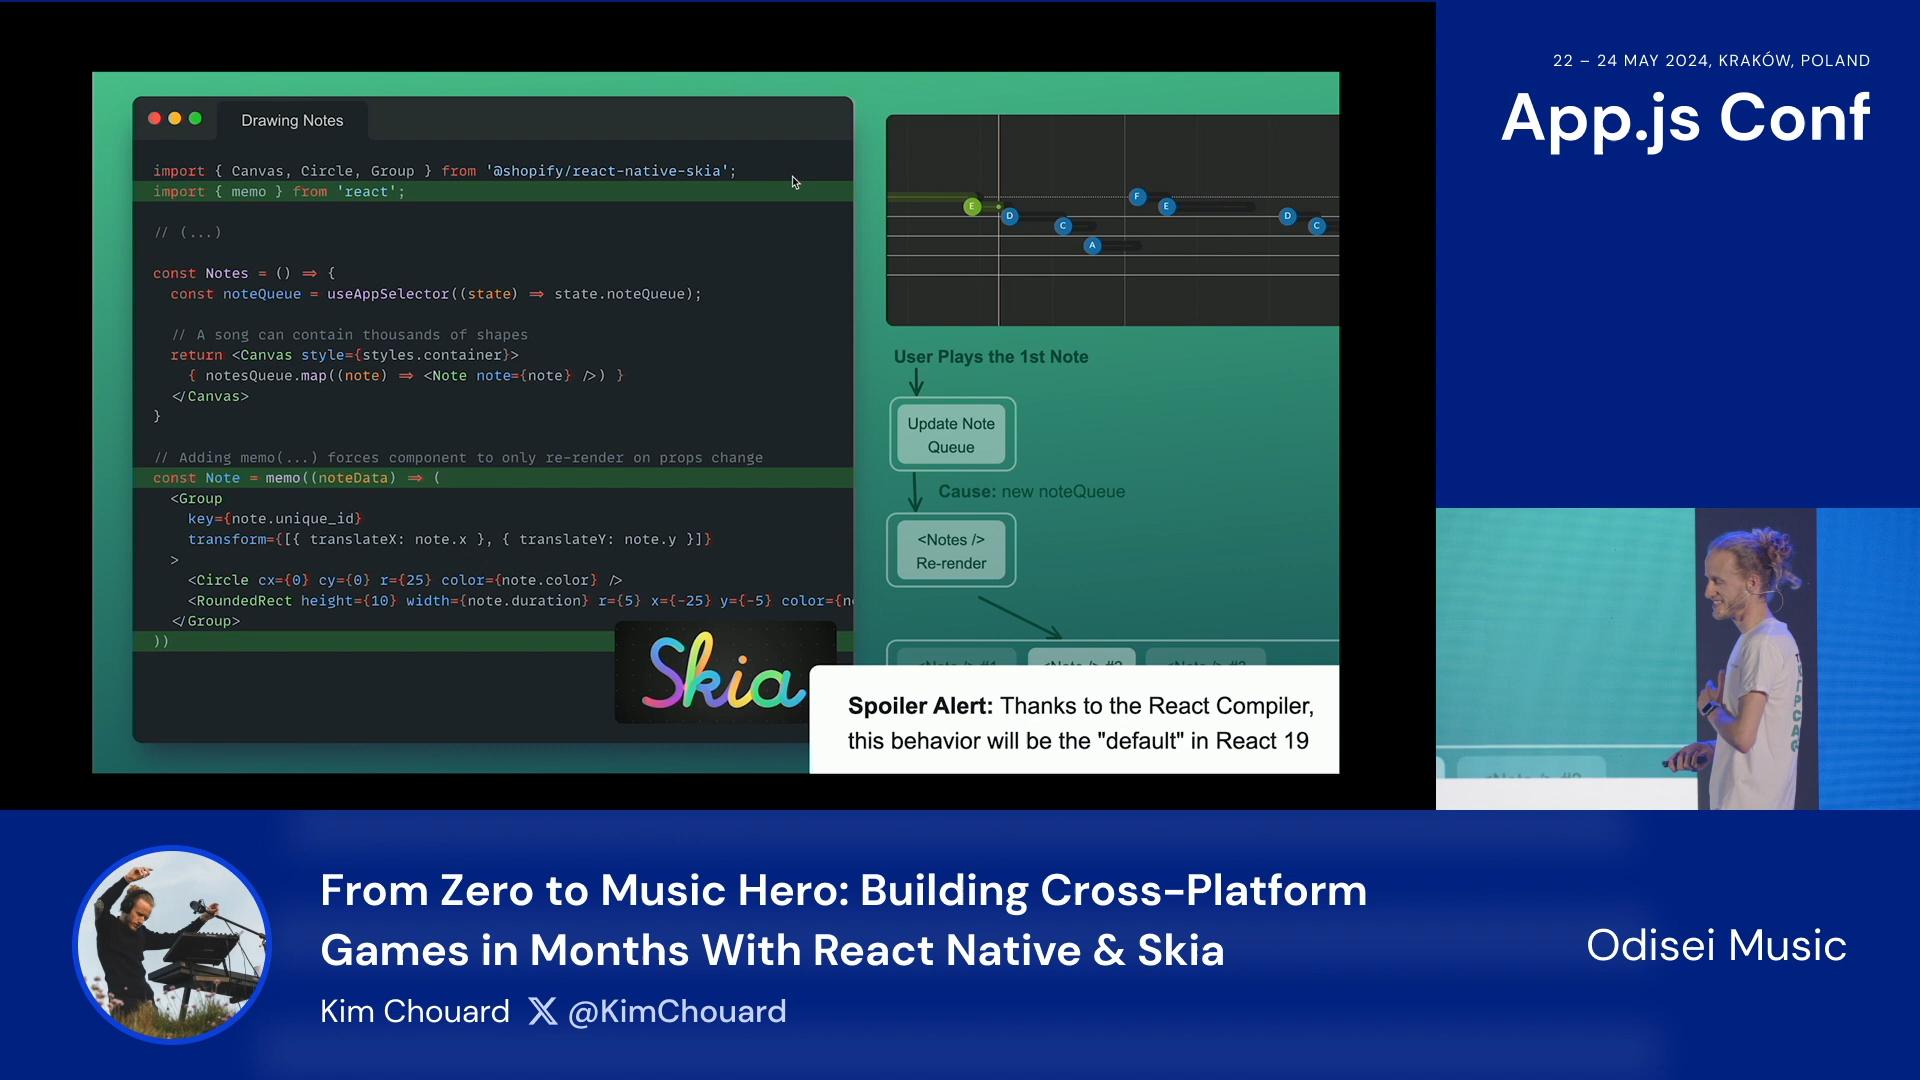 22 – 24 MAY 2024, KRAKÓW, POLAND
App.js Conf
Drawing Notes
import { Canvas, Circle, Group } from '@shopify/react-native-skia';
import { memo } from 'react';
// (...)
const Notes = () => {
const noteQueue = useAppSelector((state) => state.noteQueue);
// A song can contain thousands of shapes
return <Canvas style={styles.container}>
{ notesQueue.map((note) => <Note note={note} />) }
</Canvas>
}
// Adding memo(...) forces component to only re-render on props change
const Note = memo((noteData) => (
<Group
key={note.unique_id}
transform={[{ translateX: note.x }, { translateY: note.y }]}
>
<Circle cx={0} cy={0} r={25} color={note.color} />
<RoundedRect height={10} width={note.duration} r={5} x={-25} y={-5} color={n
</Group>
))
Skia
E
D
C
A
F
E
D
C
User Plays the 1st Note
Update Note
Queue
Cause: new noteQueue
<Notes />
Re-render
<Note /> #1 <Note /> #2 <Note /> #3
Spoiler Alert: Thanks to the React Compiler,
this behavior will be the "default" in React 19
From Zero to Music Hero: Building Cross-Platform
Games in Months With React Native & Skia
Kim Chouard X @KimChouard
Odisei Music